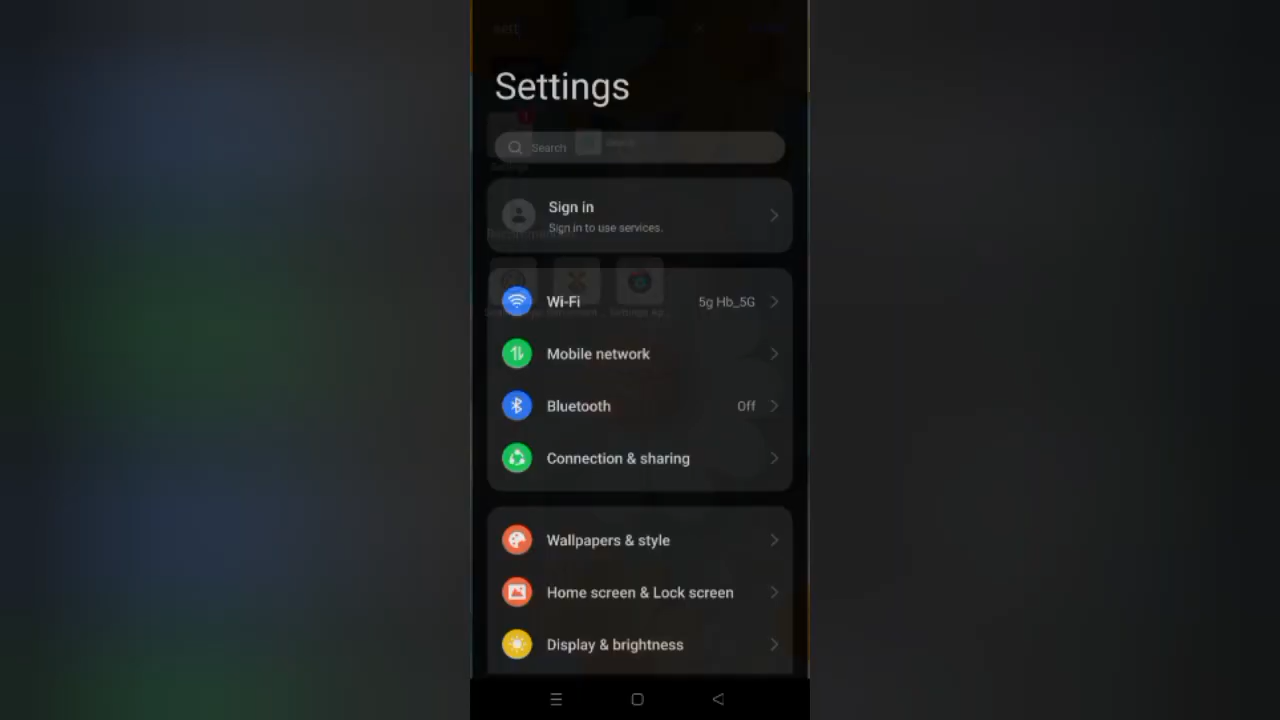 Settings
Search
Sign in
Sign in to use services.
Wi-Fi 5g Hb_5G
Mobile network
Bluetooth Off
Connection & sharing
Wallpapers & style
Home screen & Lock screen
Display & brightness